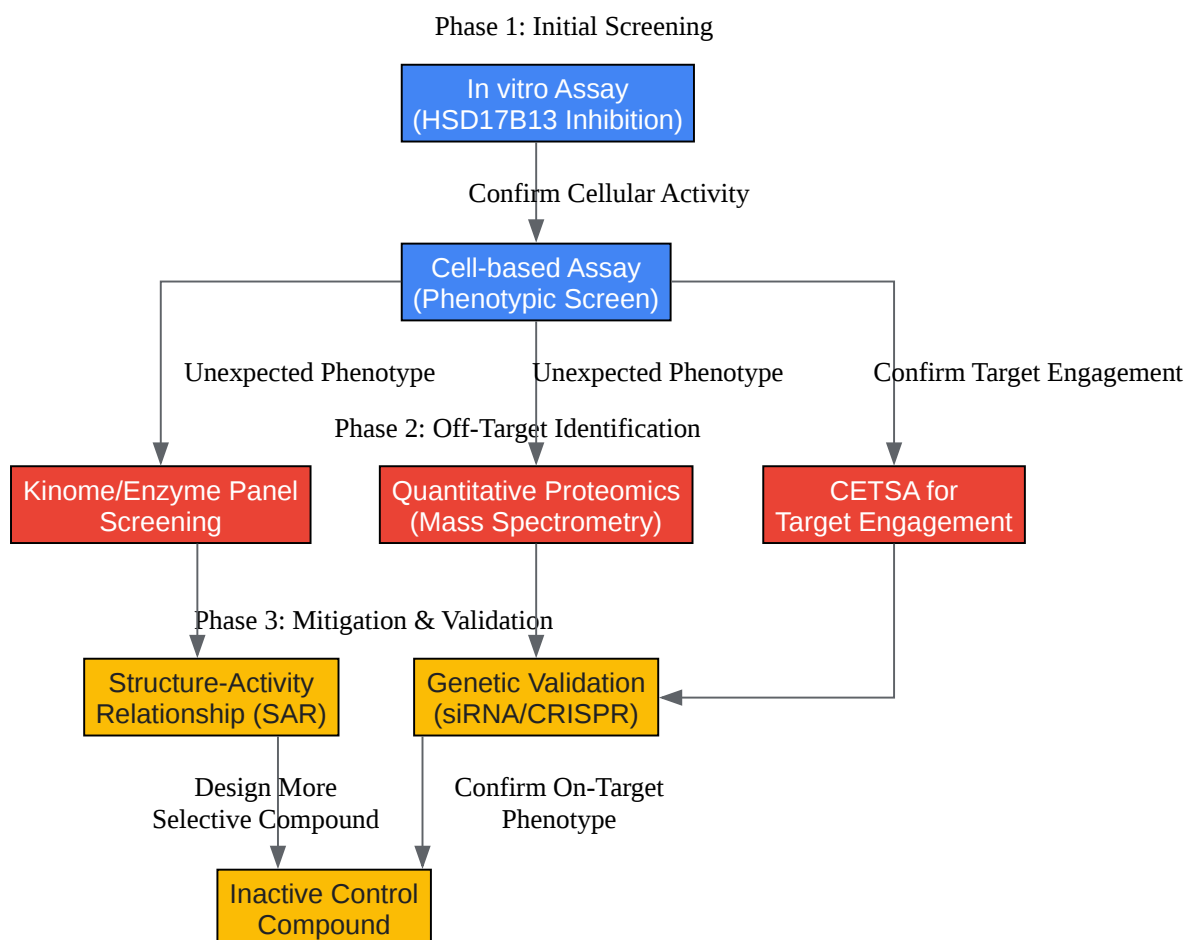 Phase 1: Initial Screening
In vitro Assay
(HSD17B13 Inhibition)
Confirm Cellular Activity
Cell-based Assay
(Phenotypic Screen)
Unexpected Phenotype
Unexpected Phenotype
Confirm Target Engagement
Phase 2: Off-Target Identification
Kinome/Enzyme Panel
Screening
Quantitative Proteomics
(Mass Spectrometry)
CETSA for
Target Engagement
Phase 3: Mitigation & Validation
Structure-Activity
Relationship (SAR)
Genetic Validation
(siRNA/CRISPR)
Design More
Selective Compound
Confirm On-Target
Phenotype
Inactive Control
Compound